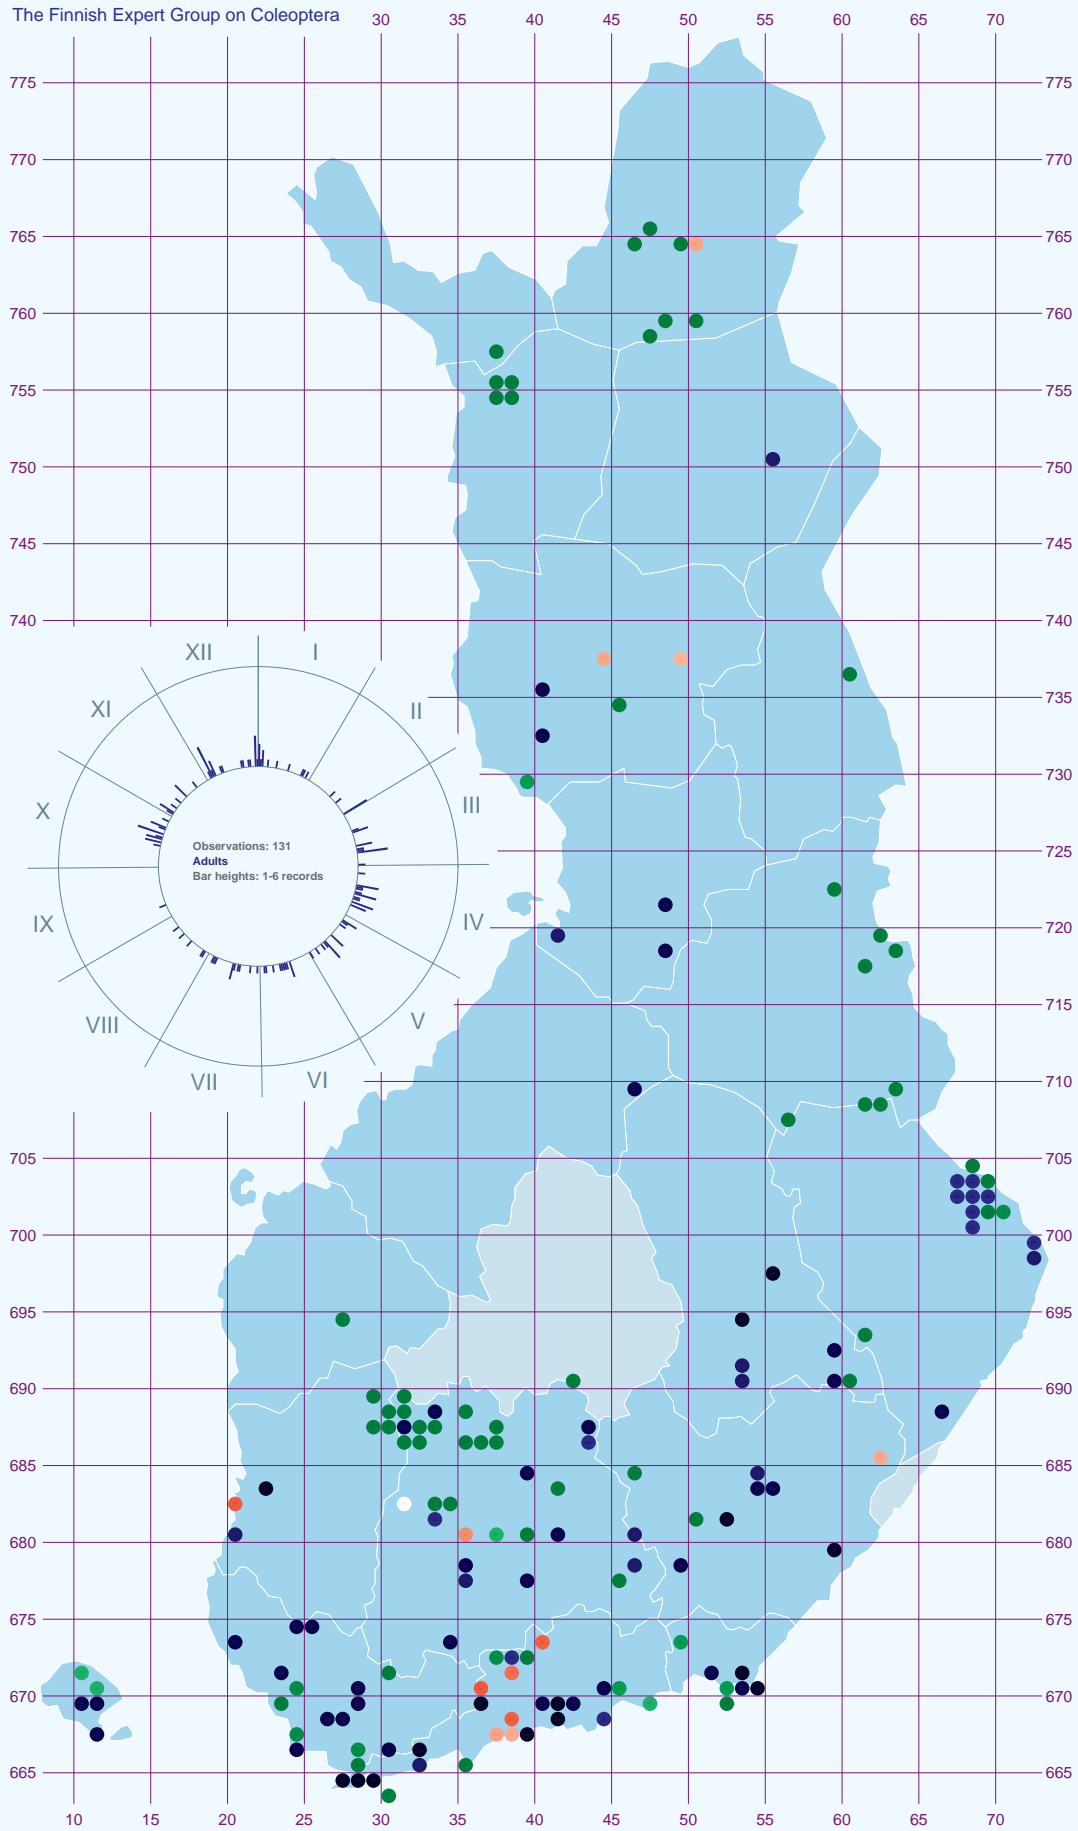 The Finnish Expert Group on Coleoptera
30 35 40 45 50 55 60 65 70
775 775
770 770
765 765
760 760
755 755
750 750
745 745
740 740
XII I
XI II
735
X III
730
Observations: 131
Adults
Bar heights: 1-6 records
725
IX IV
720
715
VIII V
VII VI
710
705 705
700 700
695 695
690 690
685 685
680 680
675 675
670 670
665 665
10 15 20 25 30 35 40 45 50 55 60 65 70